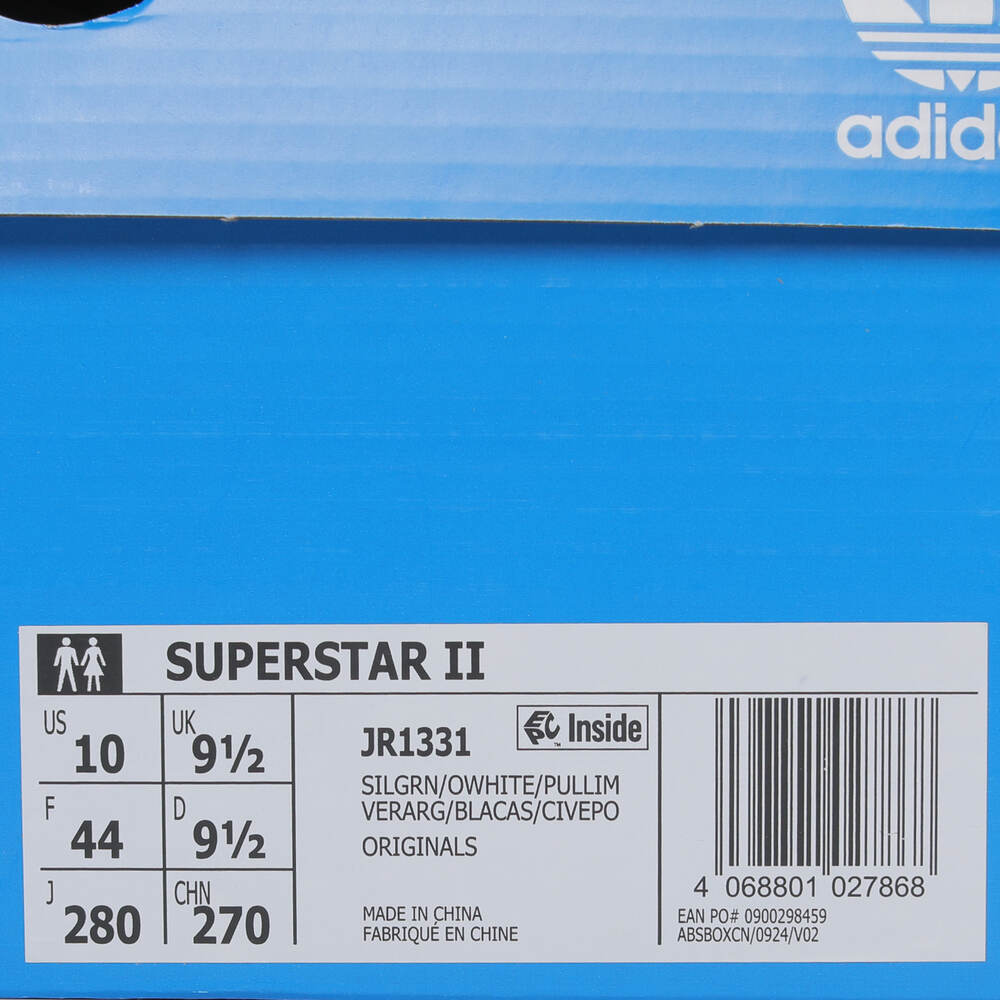 adidas
SUPERSTAR II
US 10
UK 9½
F 44
D 9½
J 280
CHN 270
JR1331
EPC Inside
™
SILGRN/OWHITE/PULLIM
VERARG/BLACAS/CIVEPO
ORIGINALS
MADE IN CHINA
FABRIQUÉ EN CHINE
4 068801 027868
EAN PO# 0900298459
ABSBOXCN/0924/V02